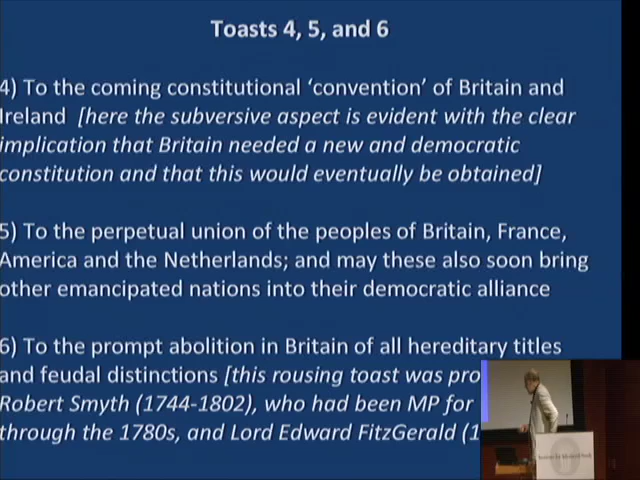 Toasts 4, 5, and 6
4) To the coming constitutional ‘convention’ of Britain and
Ireland [here the subversive aspect is evident with the clear
implication that Britain needed a new and democratic
constitution and that this would eventually be obtained]
5) To the perpetual union of the peoples of Britain, France,
America and the Netherlands; and may these also soon bring
other emancipated nations into their democratic alliance
6) To the prompt abolition in Britain of all hereditary titles
and feudal distinctions [this rousing toast was pro
Robert Smyth (1744-1802), who had been MP for
through the 1780s, and Lord Edward FitzGerald (1
Institute for Advanced Study